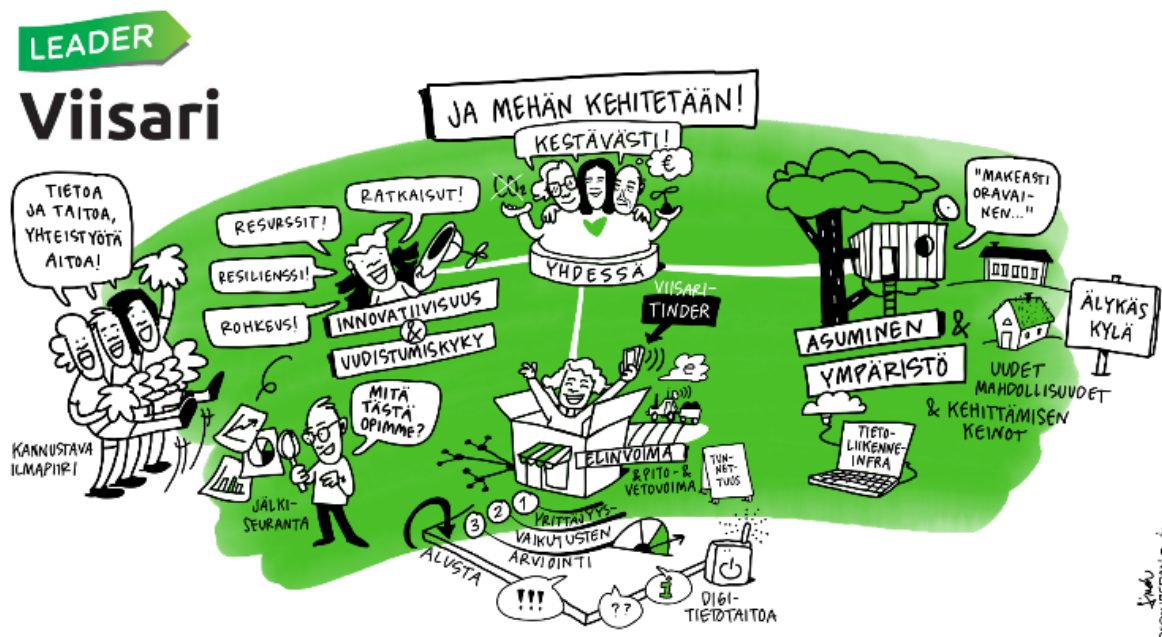 LEADER
Viisari
JA MEHÄN KEHITETÄÄN!
KESTÄVÄSTI!
€
CO2
YHDESSÄ
TIETOA
JA TAITOA,
YHTEISTYÖTÄ
AITOA!
KANNUSTAVA
ILMAPIIRI
RATKAISUT!
RESURSSIT!
RESILIENSSI!
ROHKEUS!
INNOVATIIVISUUS
&
UUDISTUMISKYKY
MITÄ
TÄSTÄ
OPIMME?
JÄLKI-
SEURANTA
VIISARI-
TINDER
e
ELINVOIMA
& PITO- &
VETOVOIMA
TUN-
NET-
TUUS
"MAKEASTI
ORAVAI-
NEN..."
ASUMINEN
&
YMPÄRISTÖ
ÄLYKÄS
KYLÄ
UUDET
MAHDOLLISUUDET
& KEHITTÄMISEN
KEINOT
TIETO-
LIIKENNE-
INFRA
3 2 1
YRITTÄJYYS-
VAIKUTUSTEN
ARVIOINTI
ALUSTA
!!!
??
i
DIGI-
TIETOTAITOA